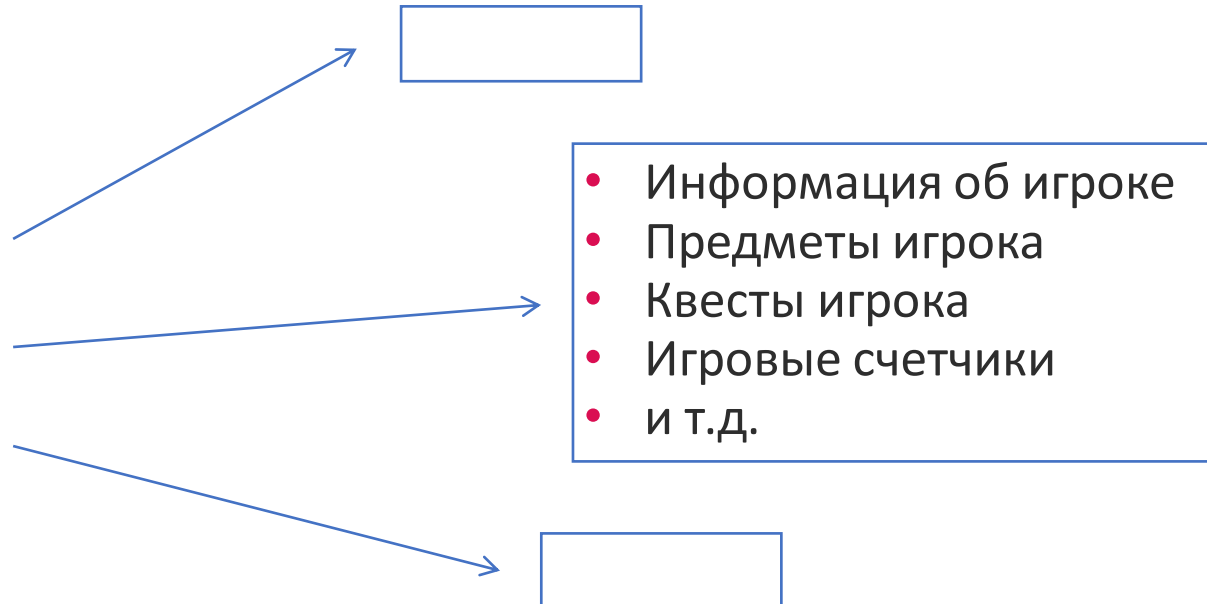 • Информация об игроке
• Предметы игрока
• Квесты игрока
• Игровые счетчики
• и т.д.